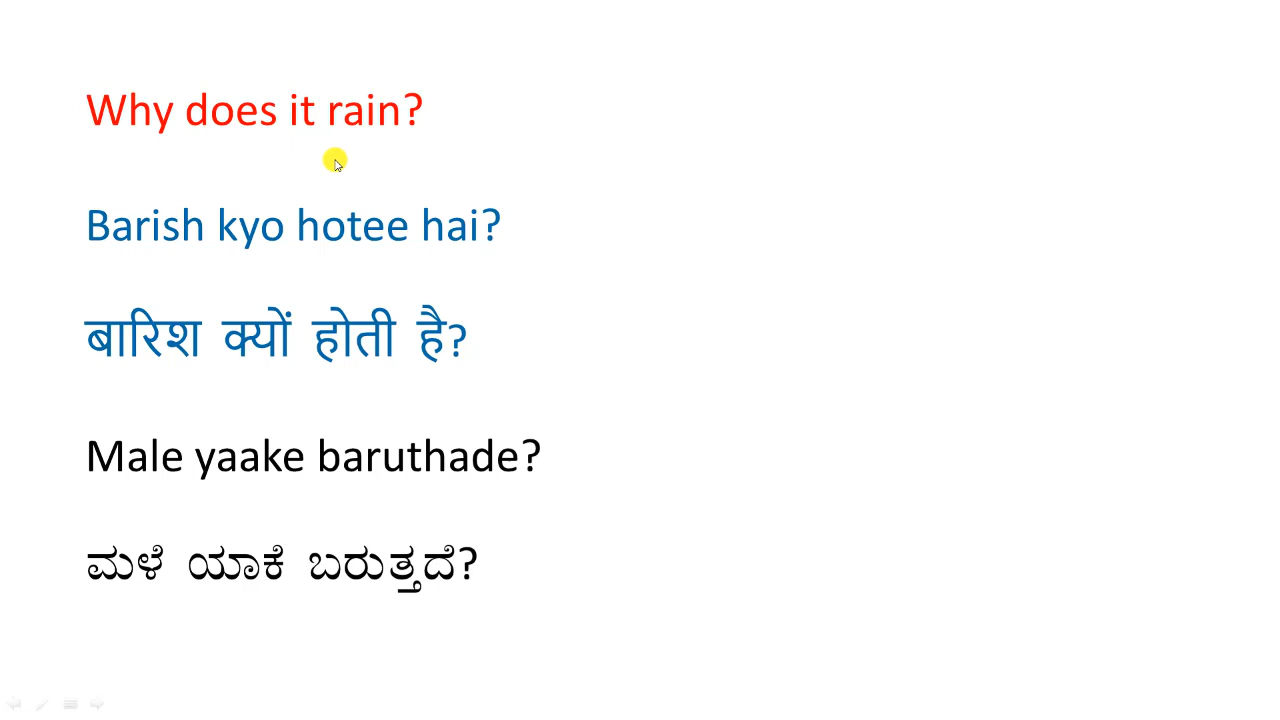 Why does it rain?
Barish kyo hotee hai?
बारिश क्यों होती है?
Male yaake baruthade?
ಮಳೆ ಯಾಕೆ ಬರುತ್ತದೆ?